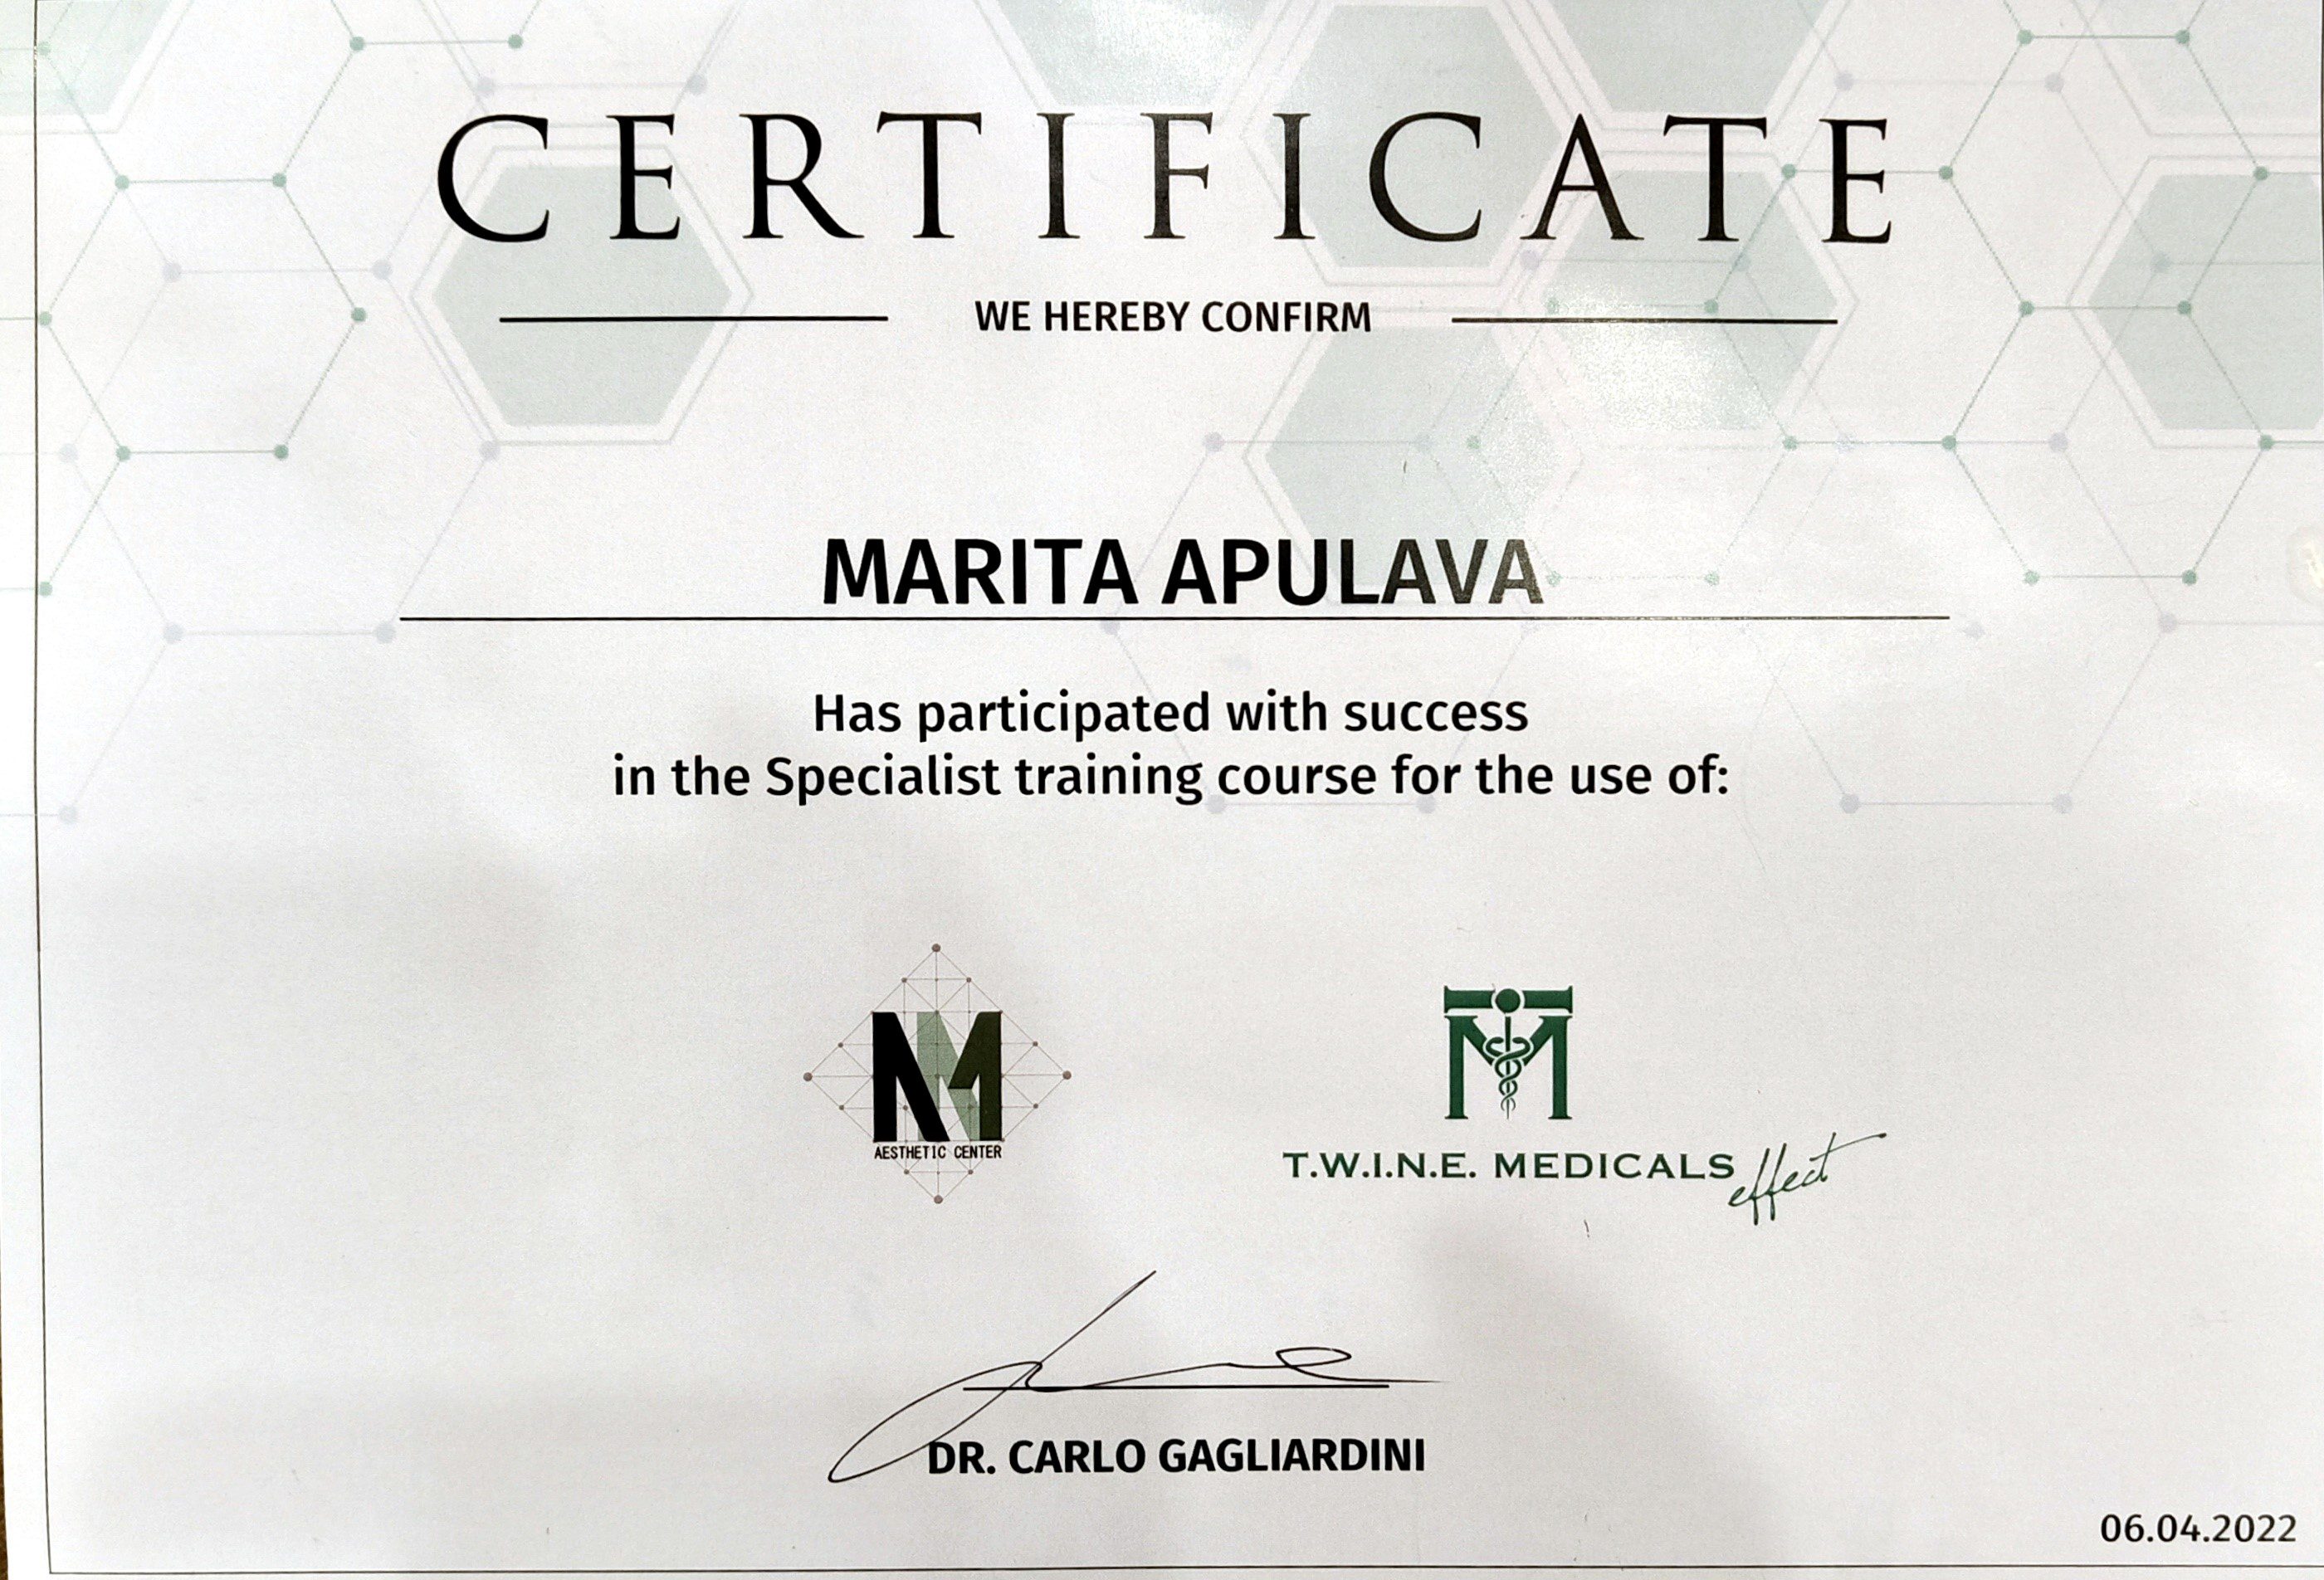 CERTIFICATE
WE HEREBY CONFIRM
MARITA APULAVA
Has participated with success
in the Specialist training course for the use of:
AESTHETIC CENTER
T.W.I.N.E. MEDICALS effect
DR. CARLO GAGLIARDINI
06.04.2022